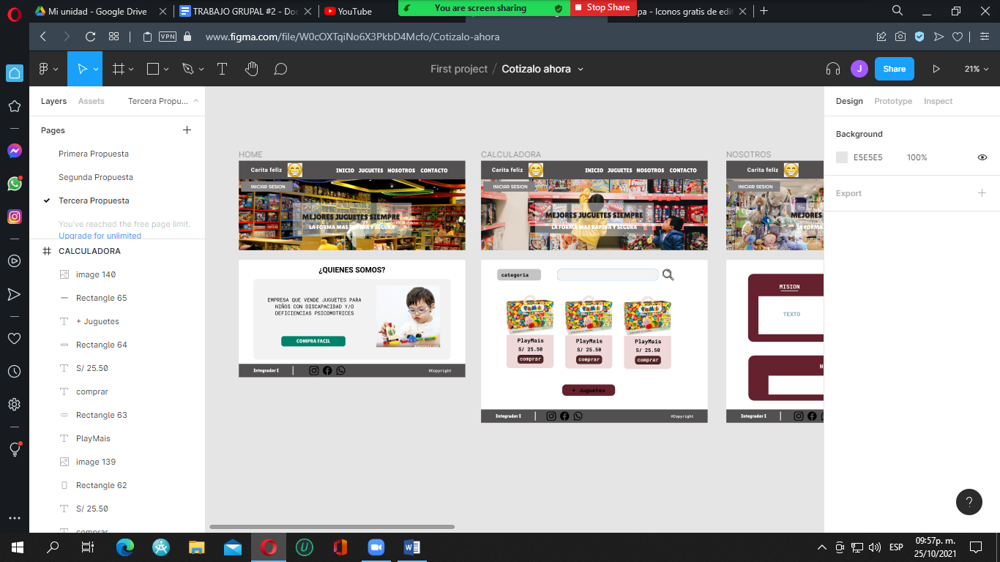 Mi unidad - Google Drive
TRABAJO GRUPAL #2 - Doc
YouTube
You are screen sharing
Stop Share
pa - Iconos gratis de edit
VPN
www.figma.com/file/W0cOXTqiNo6X3PkbD4Mcfo/Cotizalo-ahora
First project / Cotizalo ahora
J
Share
21%
Layers
Assets
Tercera Propu...
Pages
Primera Propuesta
Segunda Propuesta
Tercera Propuesta
You've reached the free page limit.
Upgrade for unlimited
CALCULADORA
image 140
Rectangle 65
+ Juguetes
Rectangle 64
S/ 25.50
comprar
Rectangle 63
PlayMais
image 139
Rectangle 62
S/ 25.50
comprar
HOME
Carita feliz
INICIO JUGUETES NOSOTROS CONTACTO
INICIAR SESION
MEJORES JUGUETES SIEMPRE
LA FORMA MAS RAPIDA Y SEGURA
¿QUIENES SOMOS?
EMPRESA QUE VENDE JUGUETES PARA
NIÑOS CON DISCAPACIDAD Y/O
DEFICIENCIAS PSICOMOTRICES
COMPRA FACIL
Integrador I
©Copyright
CALCULADORA
Carita feliz
INICIO JUGUETES NOSOTROS CONTACTO
INICIAR SESION
MEJORES JUGUETES SIEMPRE
LA FORMA MAS RAPIDA Y SEGURA
categoria
PlayMais
PlayMais
PlayMais
PlayMais
S/ 25.50
comprar
PlayMais
S/ 25.50
comprar
PlayMais
S/ 25.50
comprar
+ Juguetes
Integrador I
©Copyright
NOSOTROS
Carita feliz
INICIAR SESION
MEJORES
LA FORMA
MISION
TEXTO
Integrador I
Design
Prototype
Inspect
Background
E5E5E5
100%
Export
?
ESP
09:57p. m.
25/10/2021